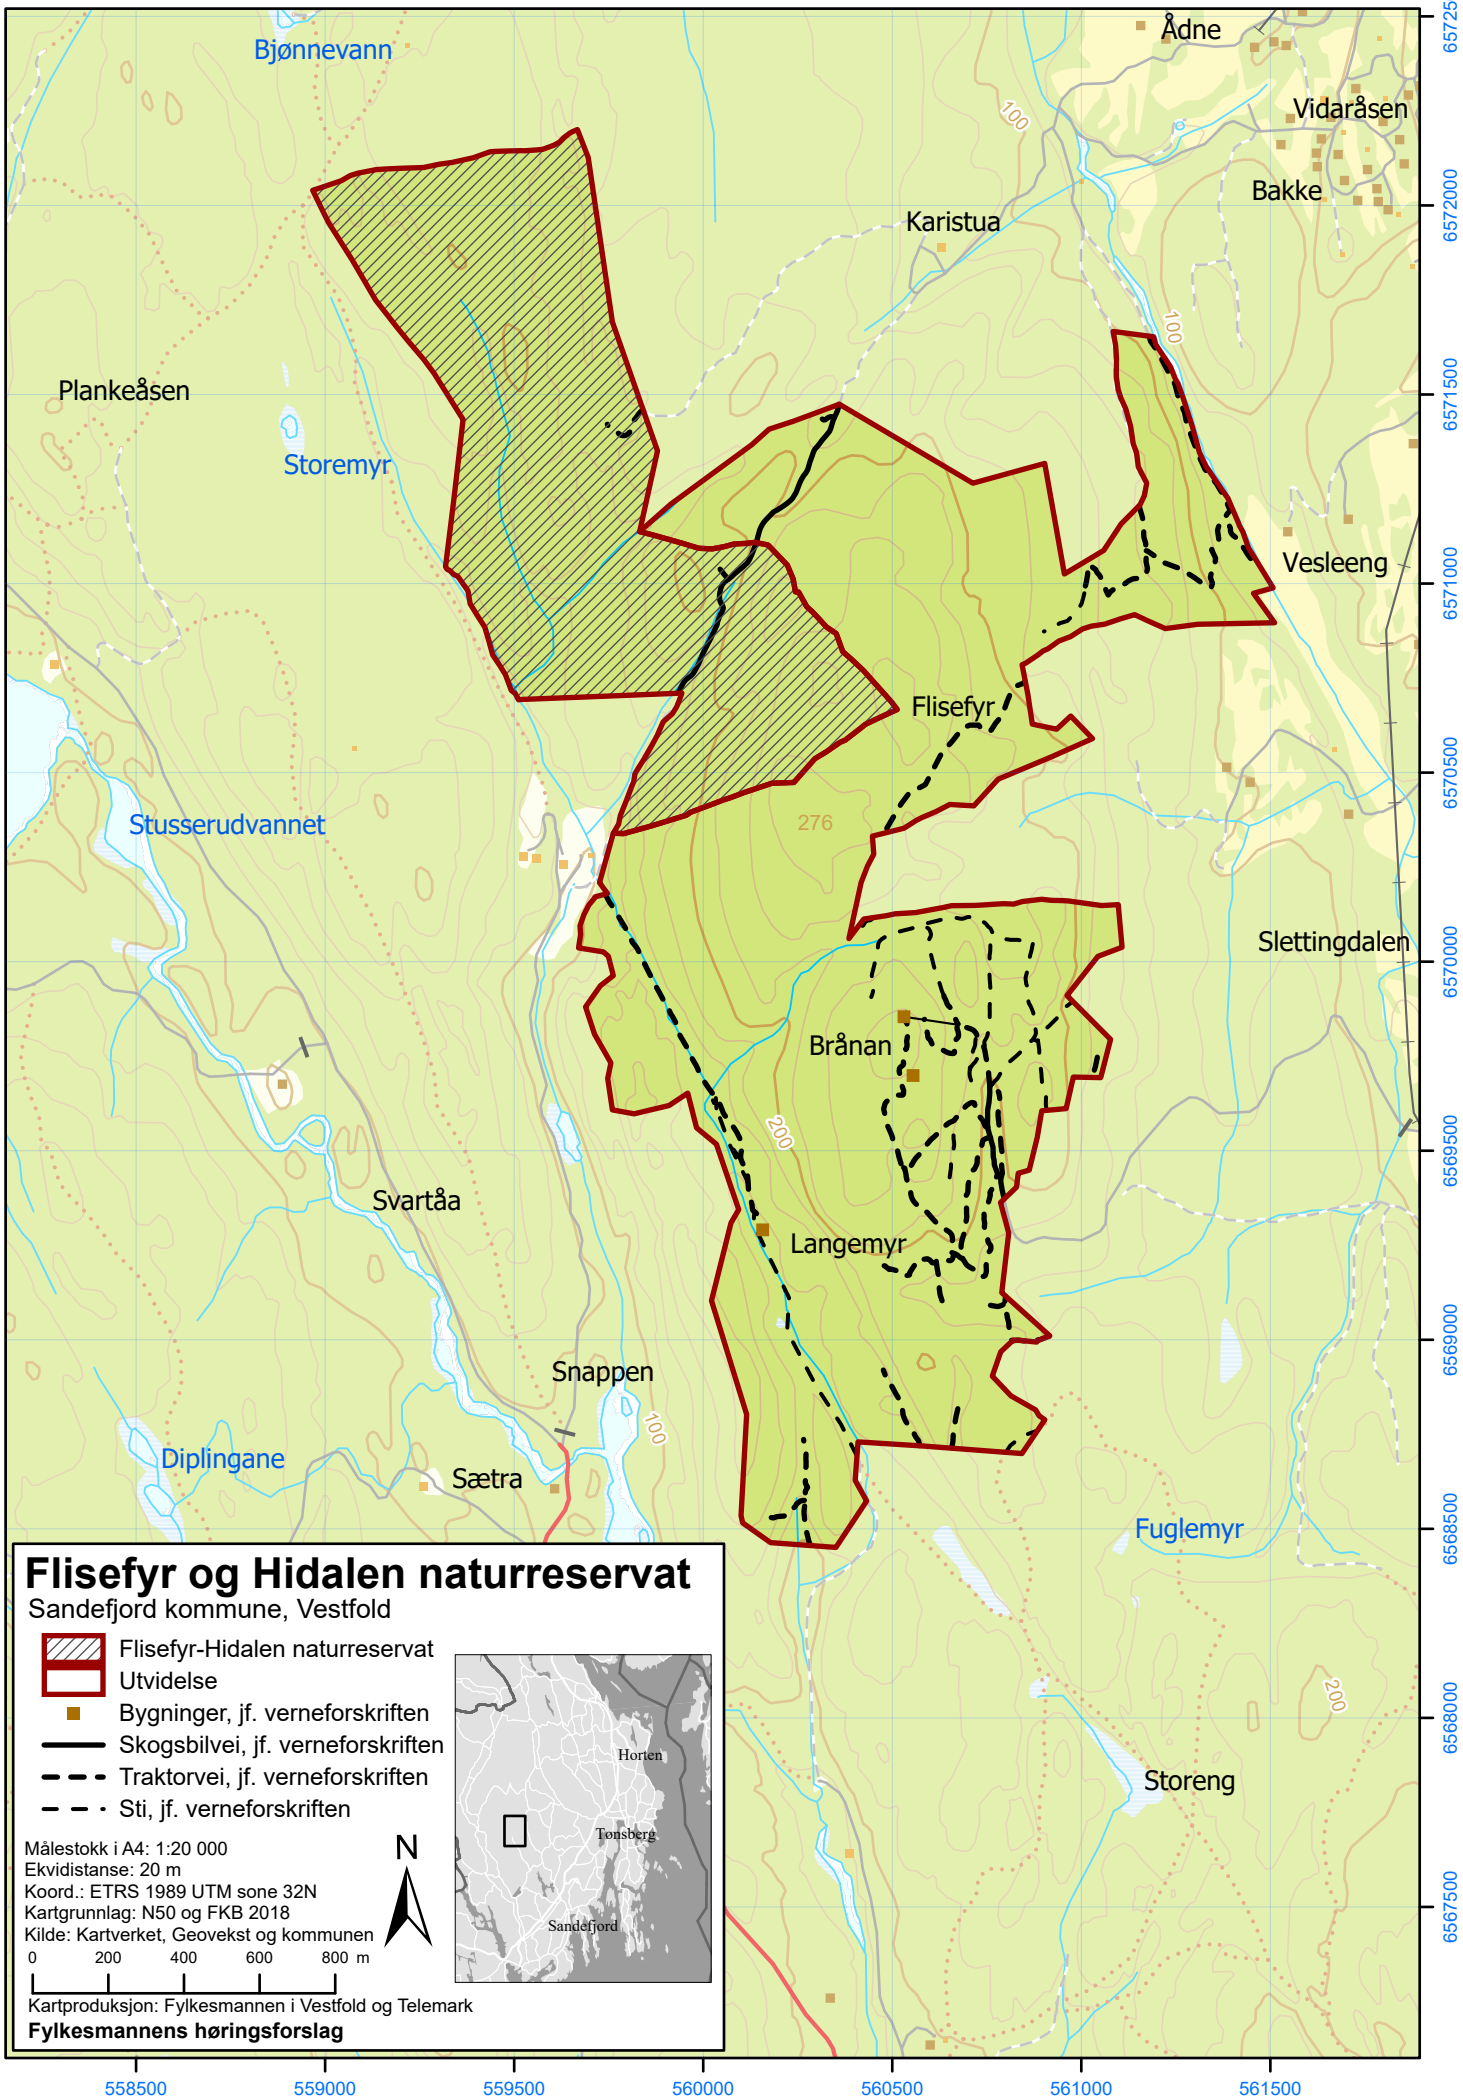 Bjønnevann
Ådne
Vidaråsen
Bakke
Karistua
100
100
Plankeåsen
Storemyr
Vesleeng
Flisefyr
Stusserudvannet
276
Slettingdalen
Brånan
200
Svartåa
Langemyr
Snappen
100
Diplingane
Sætra
Fuglemyr
200
Storeng
65725
6572000
6571500
6571000
6570500
6570000
6569500
6569000
6568500
6568000
6567500
Flisefyr og Hidalen naturreservat
Sandefjord kommune, Vestfold
Flisefyr-Hidalen naturreservat
Utvidelse
Bygninger, jf. verneforskriften
Skogsbilvei, jf. verneforskriften
Traktorvei, jf. verneforskriften
Sti, jf. verneforskriften
Målestokk i A4: 1:20 000
Ekvidistanse: 20 m
Koord.: ETRS 1989 UTM sone 32N
Kartgrunnlag: N50 og FKB 2018
Kilde: Kartverket, Geovekst og kommunen
0 200 400 600 800 m
N
Horten
Tønsberg
Sandefjord
Kartproduksjon: Fylkesmannen i Vestfold og Telemark
Fylkesmannens høringsforslag
558500 559000 559500 560000 560500 561000 561500